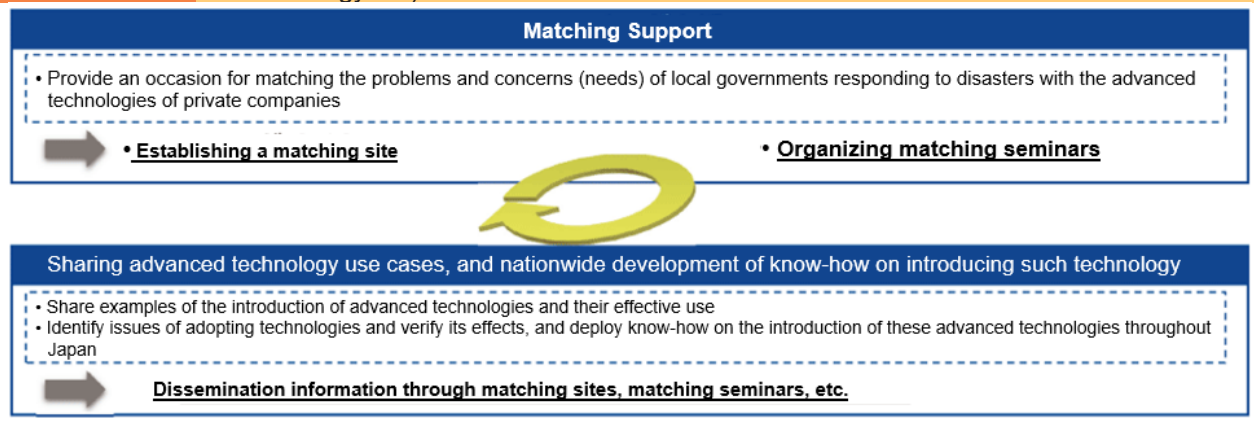 Matching Support
• Provide an occasion for matching the problems and concerns (needs) of local governments responding to disasters with the advanced
technologies of private companies
• Establishing a matching site
• Organizing matching seminars
Sharing advanced technology use cases, and nationwide development of know-how on introducing such technology
• Share examples of the introduction of advanced technologies and their effective use
• Identify issues of adopting technologies and verify its effects, and deploy know-how on the introduction of these advanced technologies throughout
Japan
Dissemination information through matching sites, matching seminars, etc.